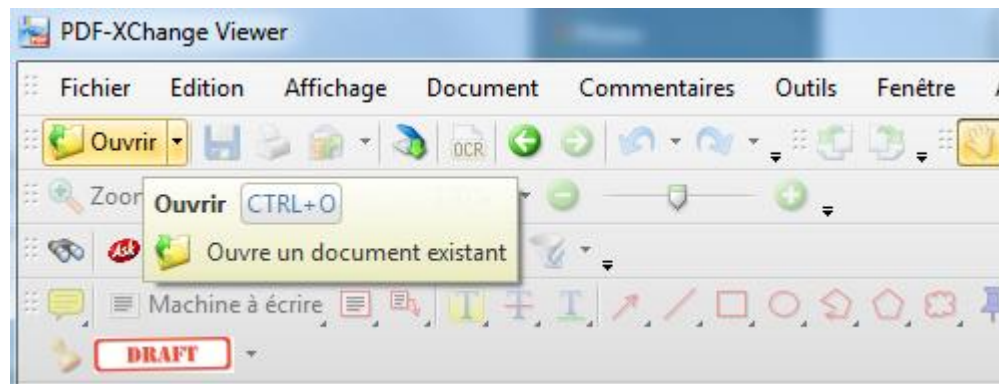 PDF-XChange Viewer
Fichier Edition Affichage Document Commentaires Outils Fenêtre
Ouvrir OCR
Zoom
Ouvrir CTRL+O
Ask
Ouvre un document existant
Machine à écrire T T T
DRAFT